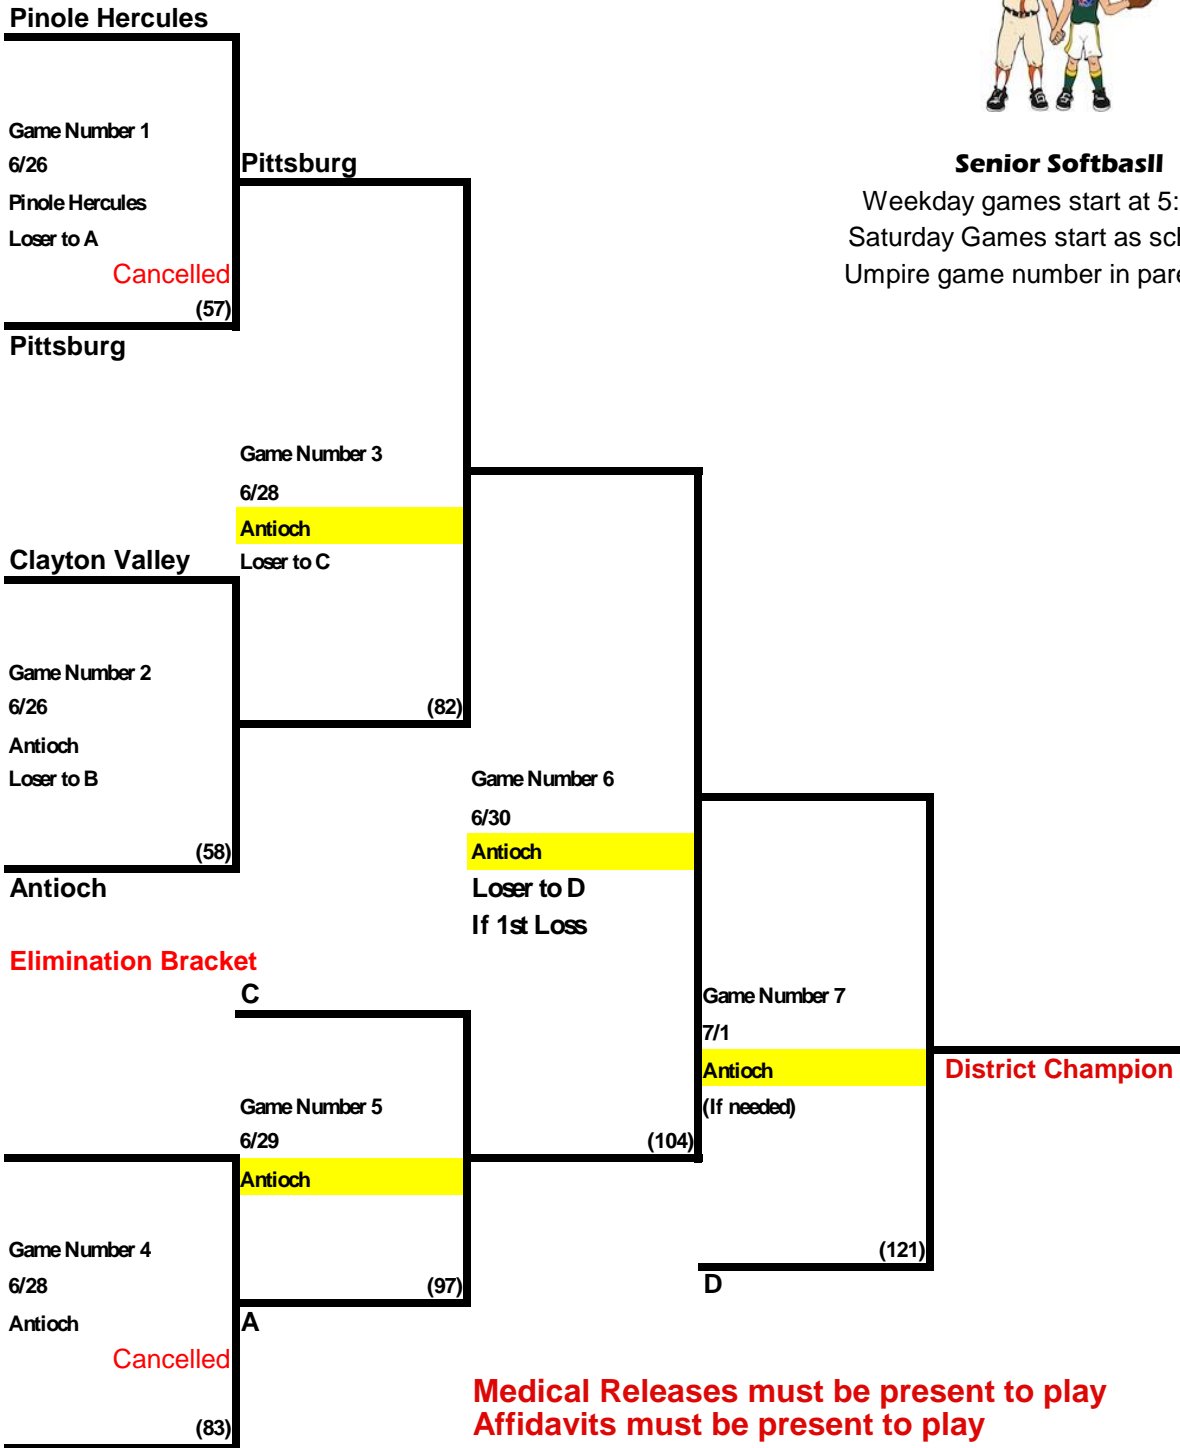 Pinole Hercules
Game Number 1
6/26
Pinole Hercules
Loser to A
Cancelled
(57)
Pittsburg
Pittsburg
Senior Softbasll
Weekday games start at 5:
Saturday Games start as
Umpire game number in
Game Number 3
6/28
Antioch
Loser to C
(82)
Clayton Valley
Game Number 2
6/26
Antioch
Loser to B
(58)
Antioch
Game Number 6
6/30
Antioch
Loser to D
If 1st Loss
(104)
Elimination Bracket
C
Game Number 5
6/29
Antioch
(97)
A
Game Number 7
7/1
Antioch
(If needed)
(121)
D
District Champion
Game Number 4
6/28
Antioch
Cancelled
(83)
Medical Releases must be present to play
Affidavits must be present to play